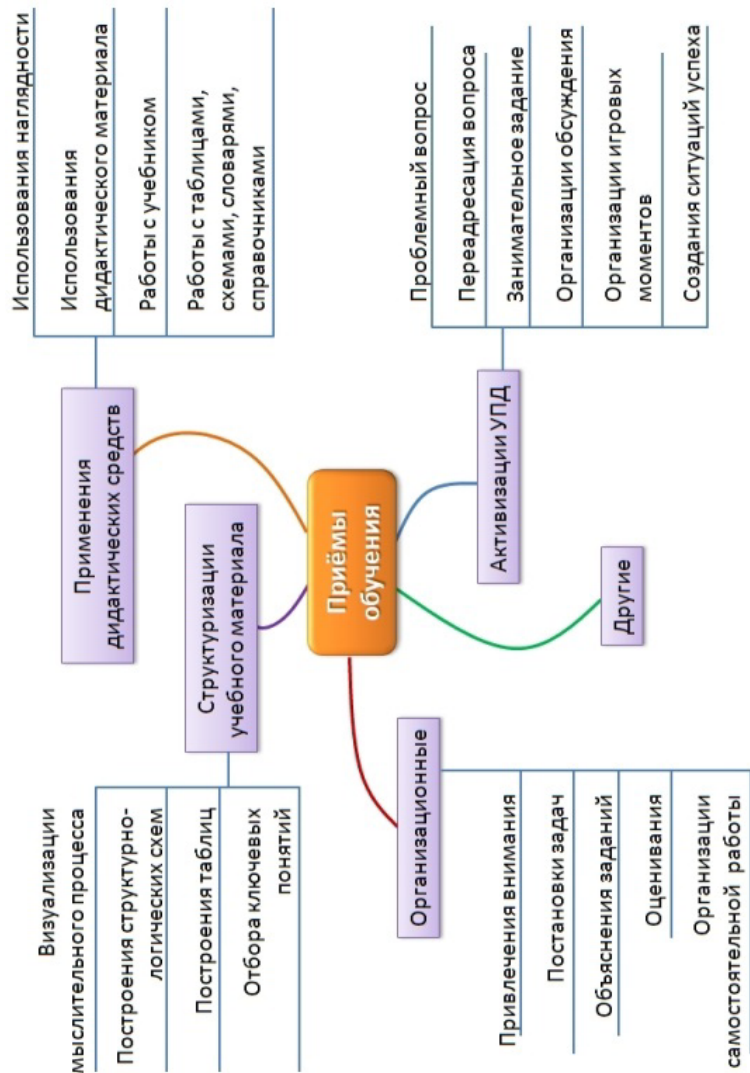 Приёмы
обучения
Визуализации
мыслительного процесса
Построения структурно-
логических схем
Построения таблиц
Отбора ключевых
понятий
Структуризации
учебного материала
Применения
дидактических средств
Использования наглядности
Использования
дидактического материала
Работы с учебником
Работы с таблицами,
схемами, словарями,
справочниками
Организационные
Привлечения внимания
Постановки задач
Объяснения заданий
Оценивания
Организации
самостоятельной работы
Другие
Активизации УПД
Проблемный вопрос
Переадресация вопроса
Занимательное задание
Организации обсуждения
Организации игровых
моментов
Создания ситуаций успеха